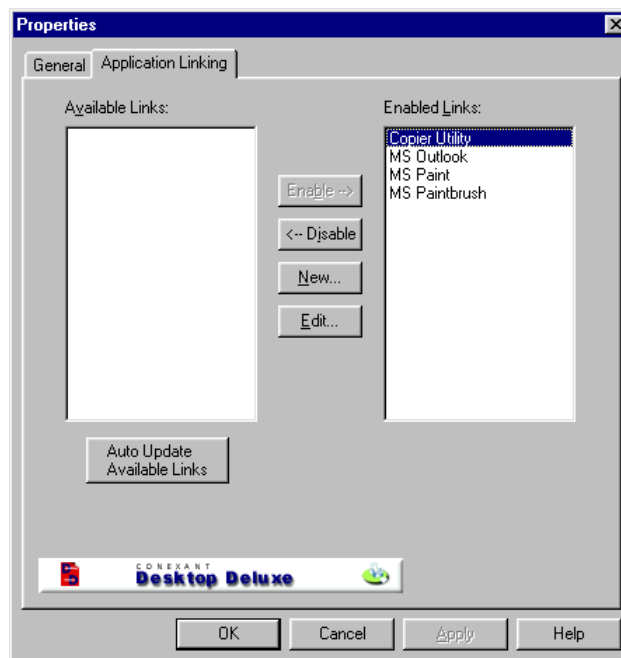 Properties
General
Application Linking
Available Links:
Enabled Links:
Copier Utility
MS Outlook
MS Paint
MS Paintbrush
Enable -->
<-- Disable
New...
Edit...
Auto Update
Available Links
CONEXANT
Desktop Deluxe
OK
Cancel
Apply
Help